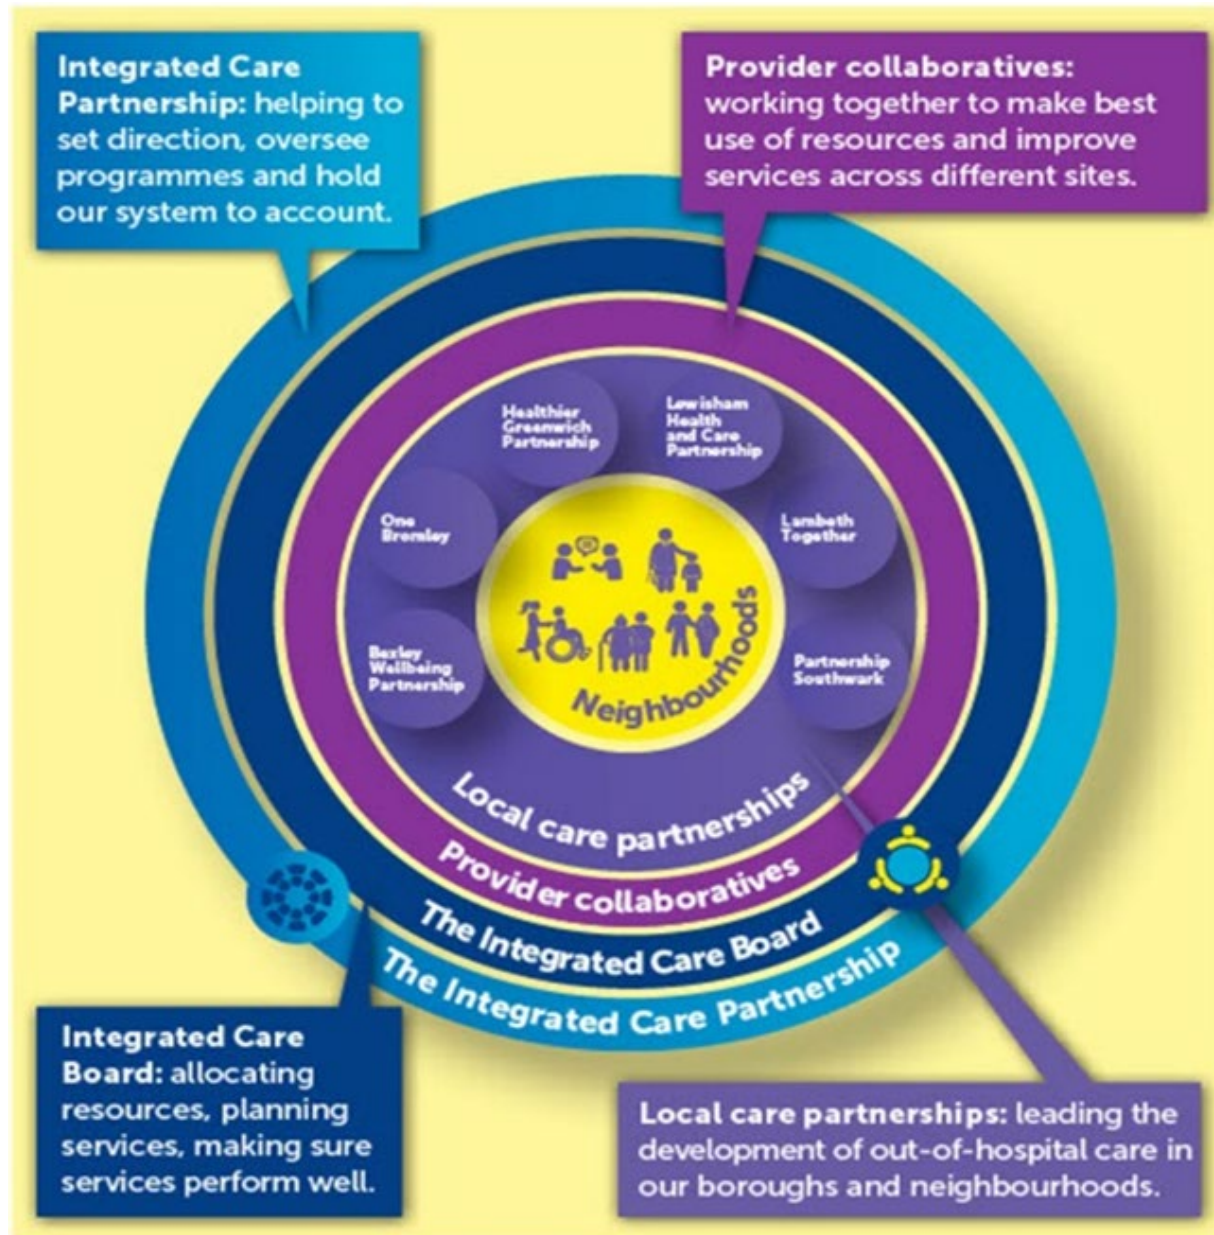 Integrated Care
Partnership: helping to
set direction, oversee
programmes and hold
our system to account.
Provider collaboratives:
working together to make best
use of resources and improve
services across different sites.
Healthier
Greenwich
Partnership
Lewisham
Health
and Care
Partnership
One
Bromley
Lambeth
Together
Bexley
Wellbeing
Partnership
Partnership
Southwark
Neighbourhoods
Local care partnerships
Provider collaboratives
The Integrated Care Board
The Integrated Care Partnership
Integrated Care
Board: allocating
resources, planning
services, making sure
services perform well.
Local care partnerships: leading the
development of out-of-hospital care in
our boroughs and neighbourhoods.